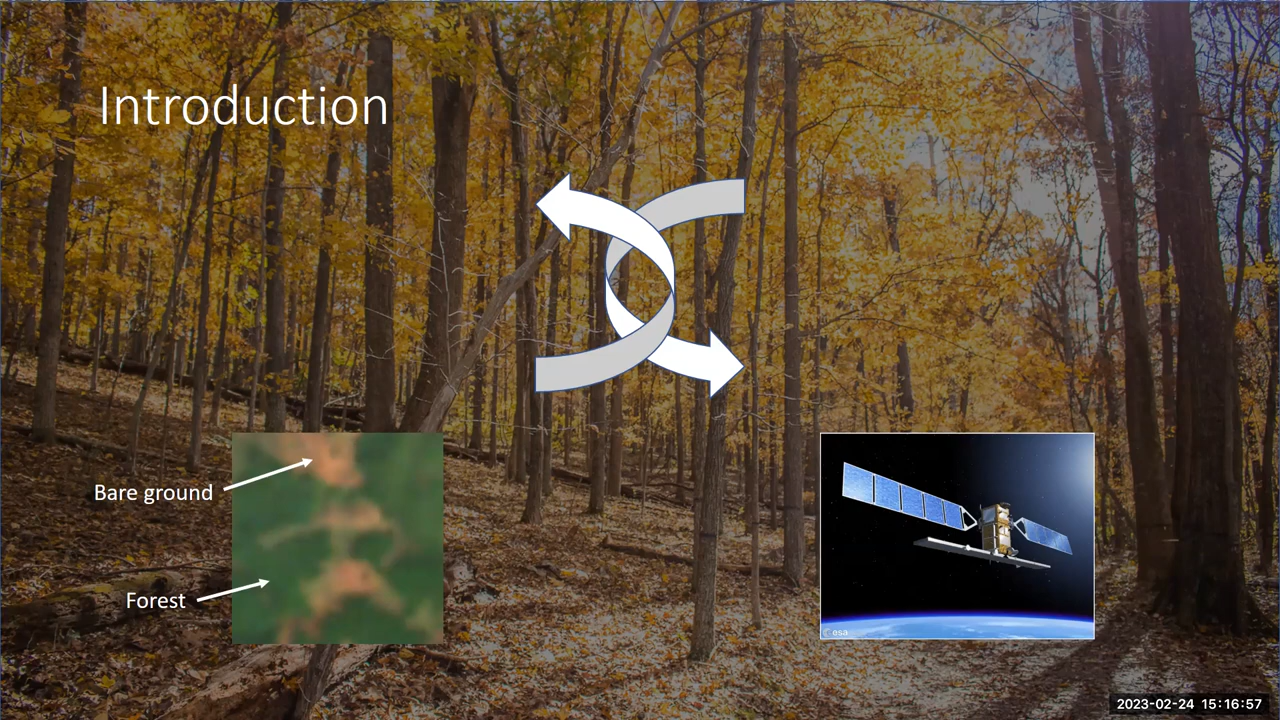 Introduction
Bare ground
Forest
esa
2023-02-24 15:16:57